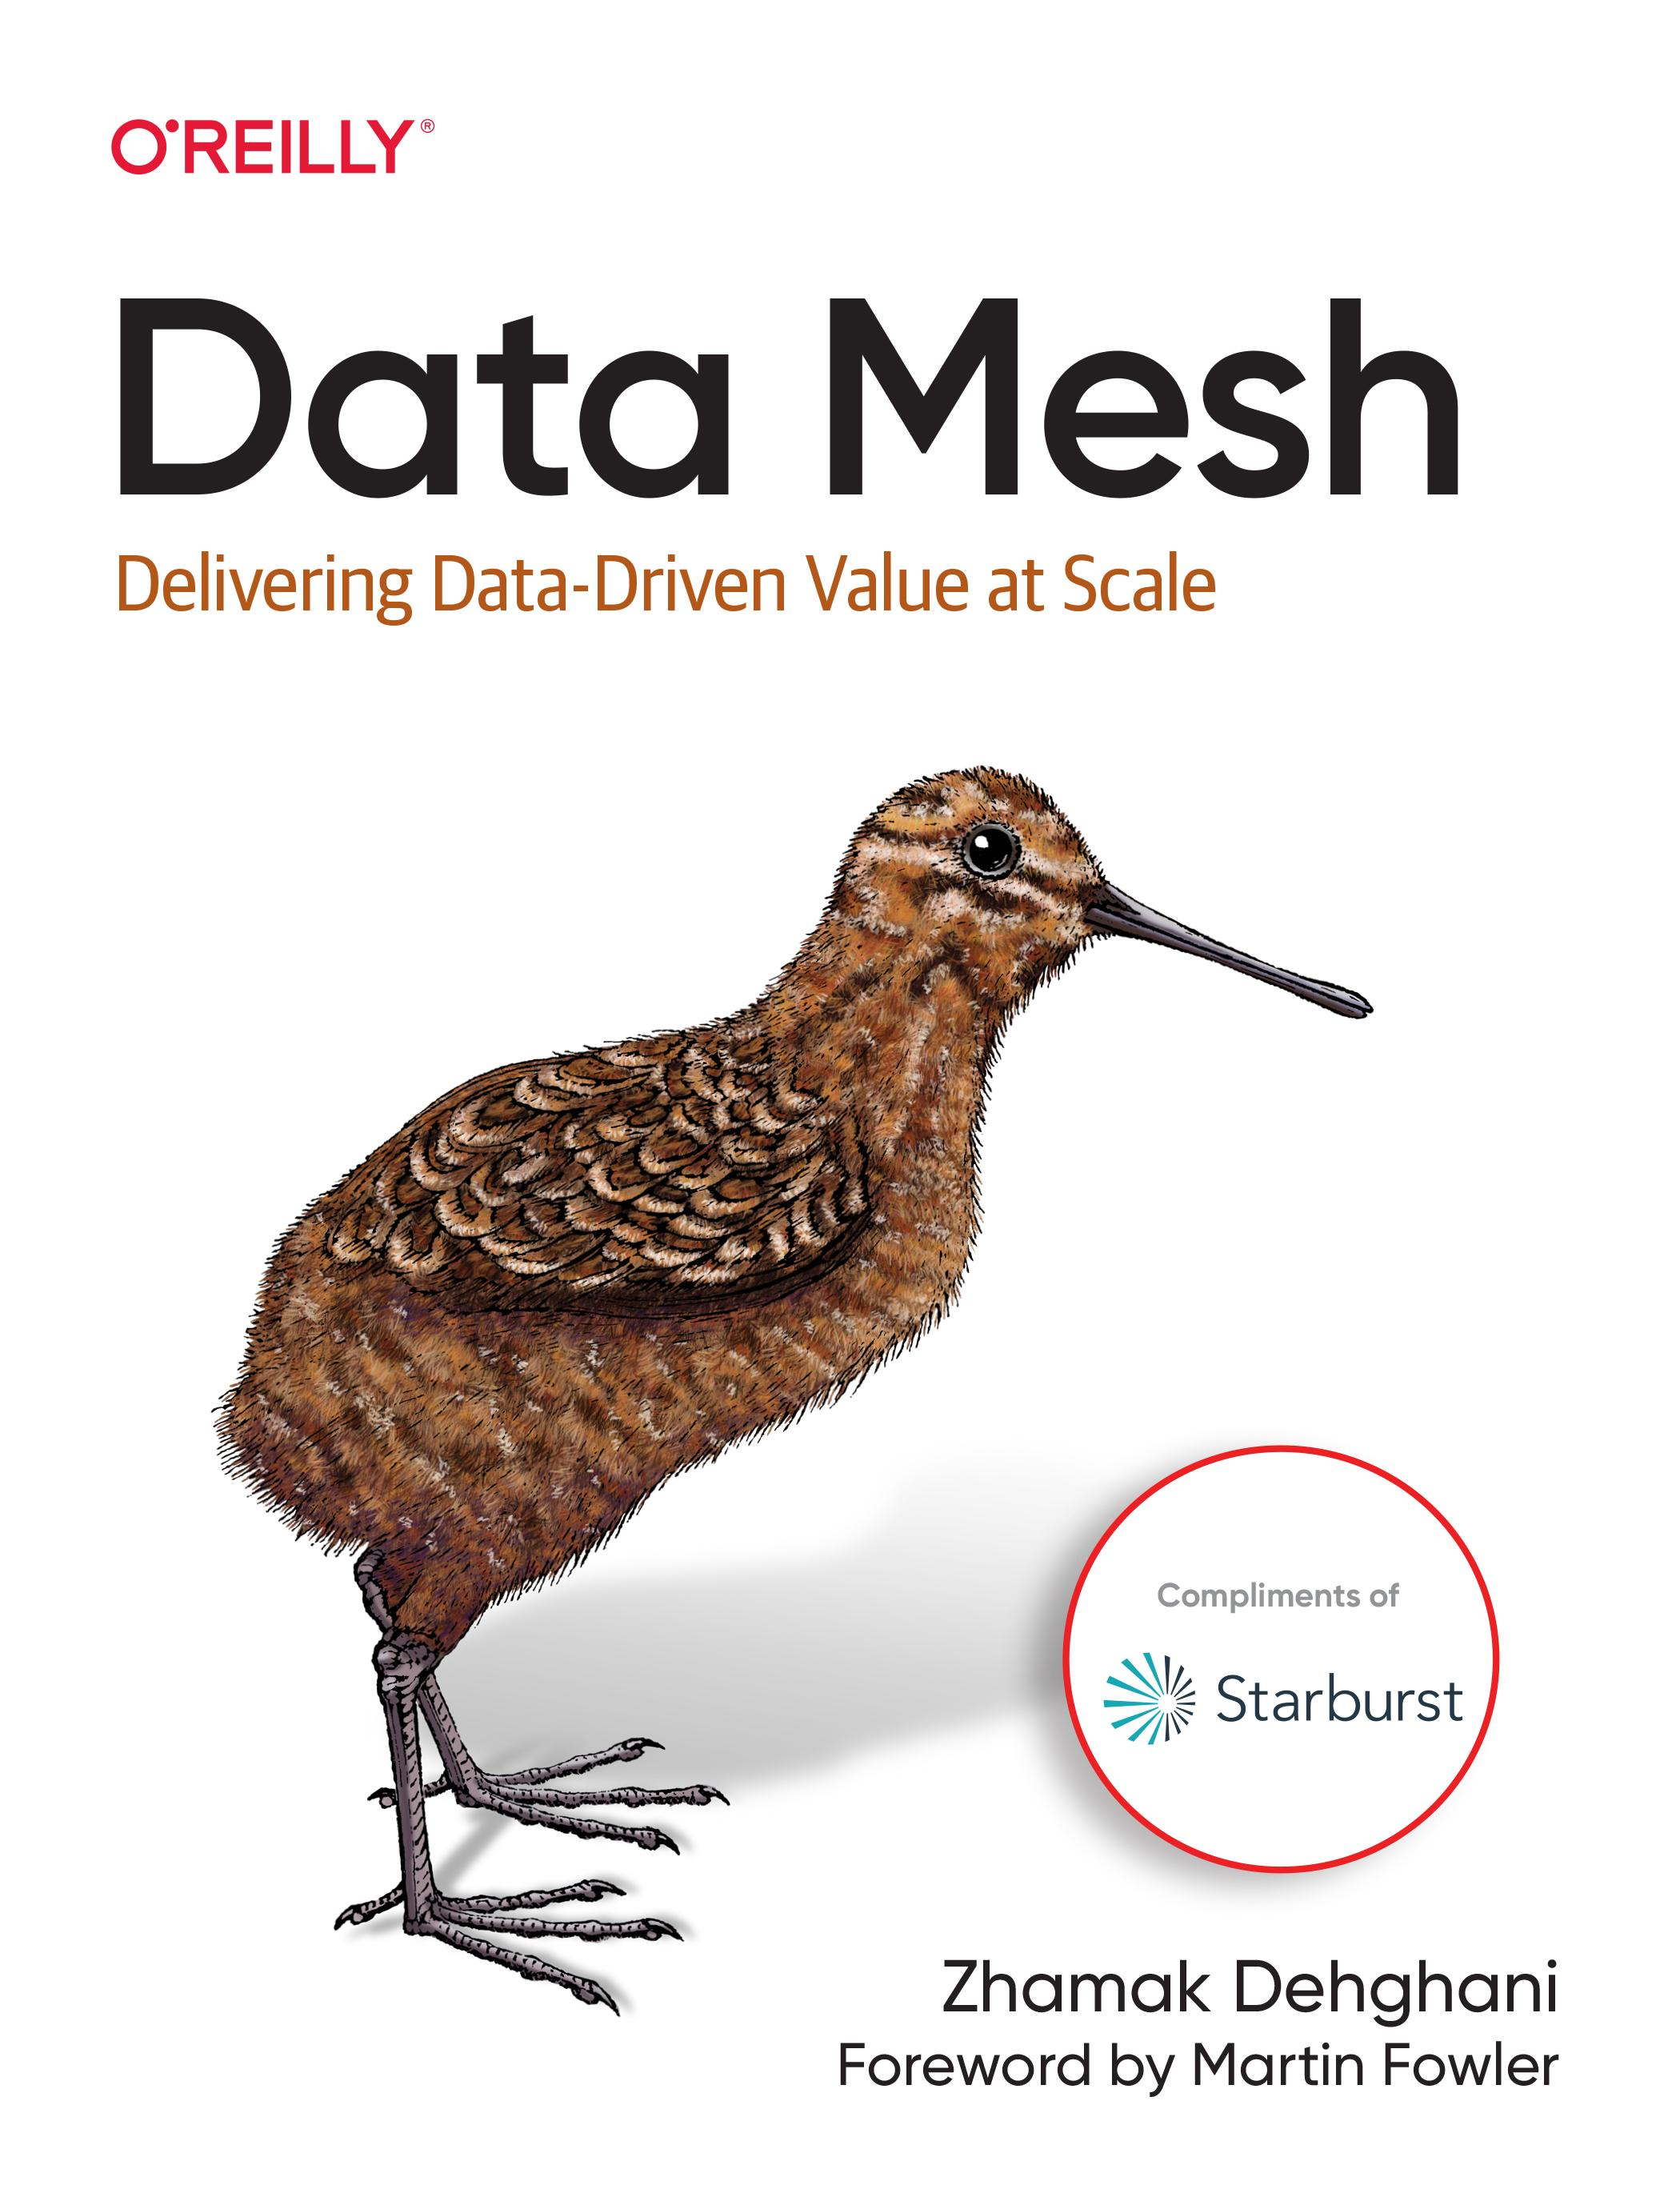 O'REILLY®
Data Mesh
Delivering Data-Driven Value at Scale
Compliments of
Starburst
Zhamak Dehghani
Foreword by Martin Fowler